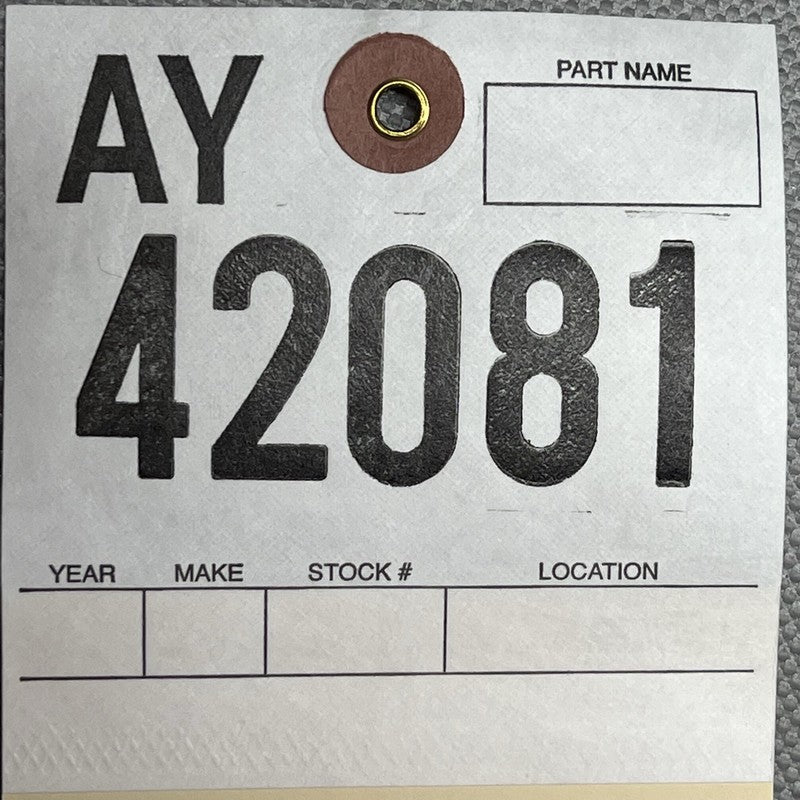 AY
PART NAME
42081
YEAR MAKE STOCK # LOCATION